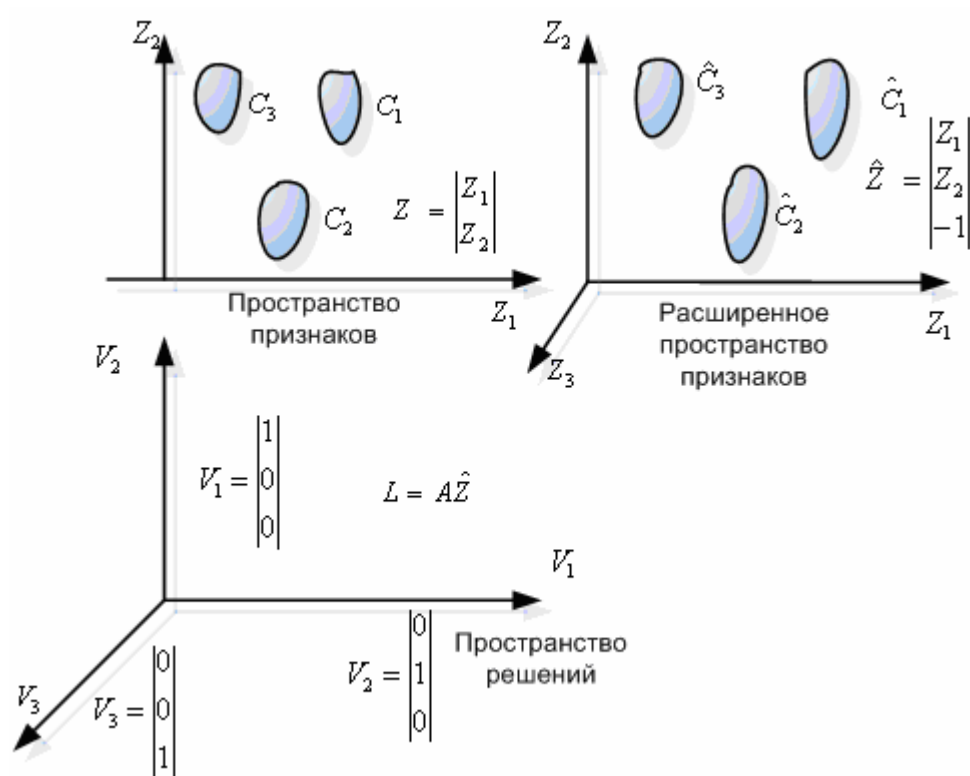 Z₂
C₃
C₁
C₂
Z = |Z₁ Z₂|
Z₁
Пространство
признаков
Z₂
Ĉ₃
Ĉ₁
Ĉ₂
Ẑ = |Z₁ Z₂ −1|
Z₁
Z₃
Расширенное
пространство
признаков
V₂
V₁ = |1 0 0|
L = AẐ
V₁
V₃
V₃ = |0 0 1|
V₂ = |0 1 0|
Пространство
решений